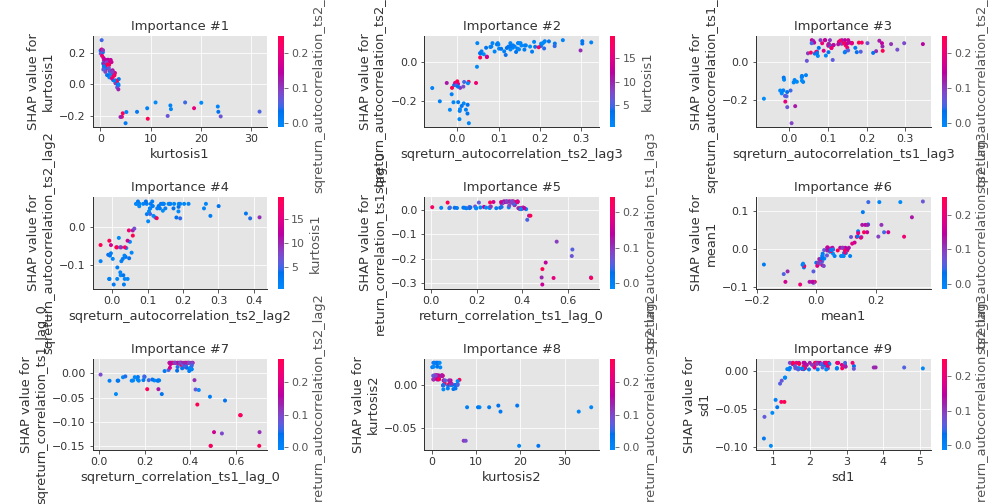 Importance #1
Importance #2
Importance #3
SHAP value for
kurtosis1
0.2
0.0
−0.2
0
10
20
30
kurtosis1
0.2
0.1
0.0
sqreturn_autocorrelation_ts2_
SHAP value for
sqreturn_autocorrelation_ts2_
0.0
−0.2
0.0
0.1
0.2
0.3
sqreturn_autocorrelation_ts2_lag3
15
10
5
kurtosis1
SHAP value for
sqreturn_autocorrelation_ts1_
0.0
−0.2
0.0
0.1
0.2
0.3
sqreturn_autocorrelation_ts1_lag3
0.2
0.1
0.0
sqreturn_autocorrelation_ts2_
Importance #4
Importance #5
Importance #6
SHAP value for
sqreturn_autocorrelation_ts2_lag2
0.0
−0.1
0.0
0.1
0.2
0.3
0.4
sqreturn_autocorrelation_ts2_lag2
15
10
5
kurtosis1
SHAP value for
return_correlation_ts1_lag_0
0.0
−0.1
−0.2
−0.3
0.0
0.2
0.4
0.6
return_correlation_ts1_lag_0
0.2
0.1
0.0
sqreturn_autocorrelation_ts1_lag3
SHAP value for
mean1
0.1
0.0
−0.1
−0.2
0.0
0.2
mean1
0.2
0.1
0.0
Importance #7
Importance #8
Importance #9
SHAP value for
sqreturn_correlation_ts1_lag_0
0.00
−0.05
−0.10
−0.15
0.0
0.2
0.4
0.6
sqreturn_correlation_ts1_lag_0
0.2
0.1
0.0
sqreturn_autocorrelation_ts2_lag2
SHAP value for
kurtosis2
0.00
−0.05
0
10
20
30
kurtosis2
0.2
0.1
0.0
SHAP value for
sd1
0.00
−0.05
−0.10
1
2
3
4
5
sd1
0.2
0.1
0.0